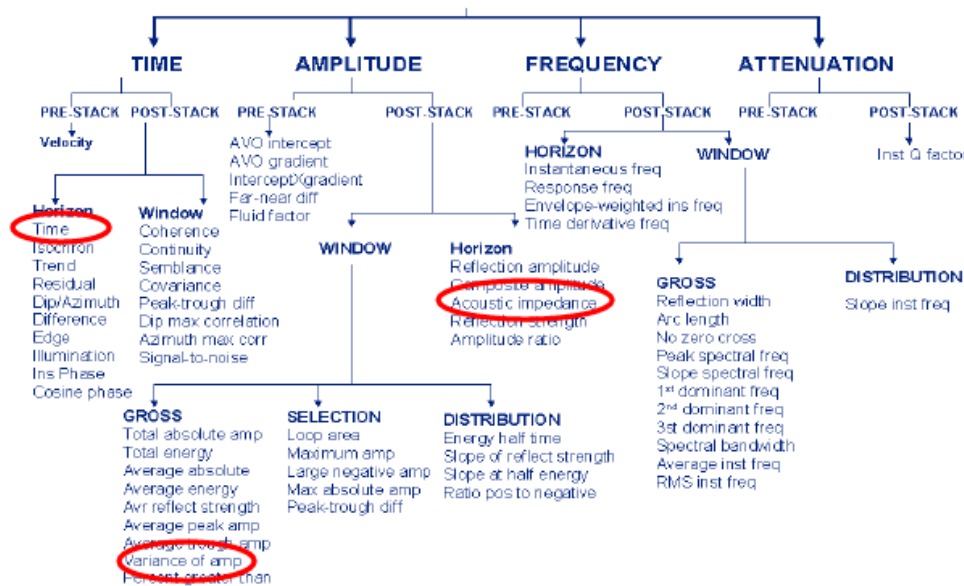 TIME
AMPLITUDE
FREQUENCY
ATTENUATION
PRE-STACK
POST-STACK
PRE-STACK
POST-STACK
PRE-STACK
POST-STACK
PRE-STACK
POST-STACK
Velocity
Horizon
Time
Isochron
Trend
Residual
Dip/Azimuth
Difference
Edge
Illumination
Ins Phase
Cosine phase
Window
Coherence
Continuity
Semblance
Covariance
Peak-trough diff
Dip max correlation
Azimuth max corr
Signal-to-noise
AVO intercept
AVO gradient
InterceptXgradient
Far-near diff
Fluid factor
WINDOW
GROSS
Total absolute amp
Total energy
Average absolute
Average energy
Avr reflect strength
Average peak amp
Average trough amp
Variance of amp
Percent greater than
SELECTION
Loop area
Maximum amp
Large negative amp
Max absolute amp
Peak-trough diff
DISTRIBUTION
Energy half time
Slope of reflect strength
Slope at half energy
Ratio pos to negative
Horizon
Reflection amplitude
Composite amplitude
Acoustic impedance
Reflection strength
Amplitude ratio
HORIZON
Instantaneous freq
Response freq
Envelope-weighted ins freq
Time derivative freq
WINDOW
GROSS
Reflection width
Arc length
No zero cross
Peak spectral freq
Slope spectral freq
1st dominant freq
2nd dominant freq
3st dominant freq
Spectral bandwidth
Average inst freq
RMS inst freq
DISTRIBUTION
Slope inst freq
Inst Q factor